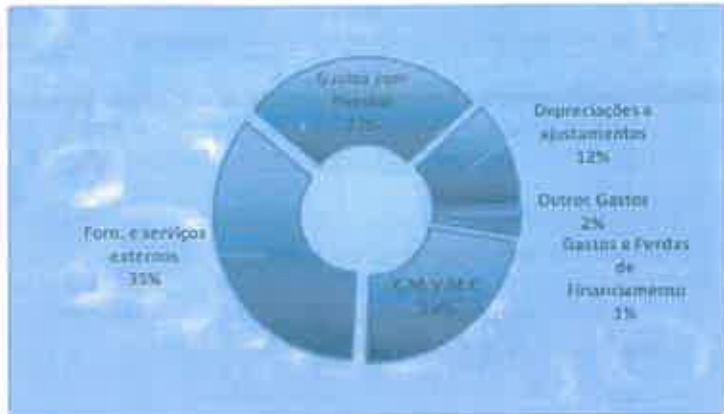 Gastos com
Pessoal
Depreciações e
ajustamentos
12%
Outros Gastos
2%
Gastos e Perdas
de
Financiamento
1%
Forn. e serviços
externos
35%
C.M.V.M.C